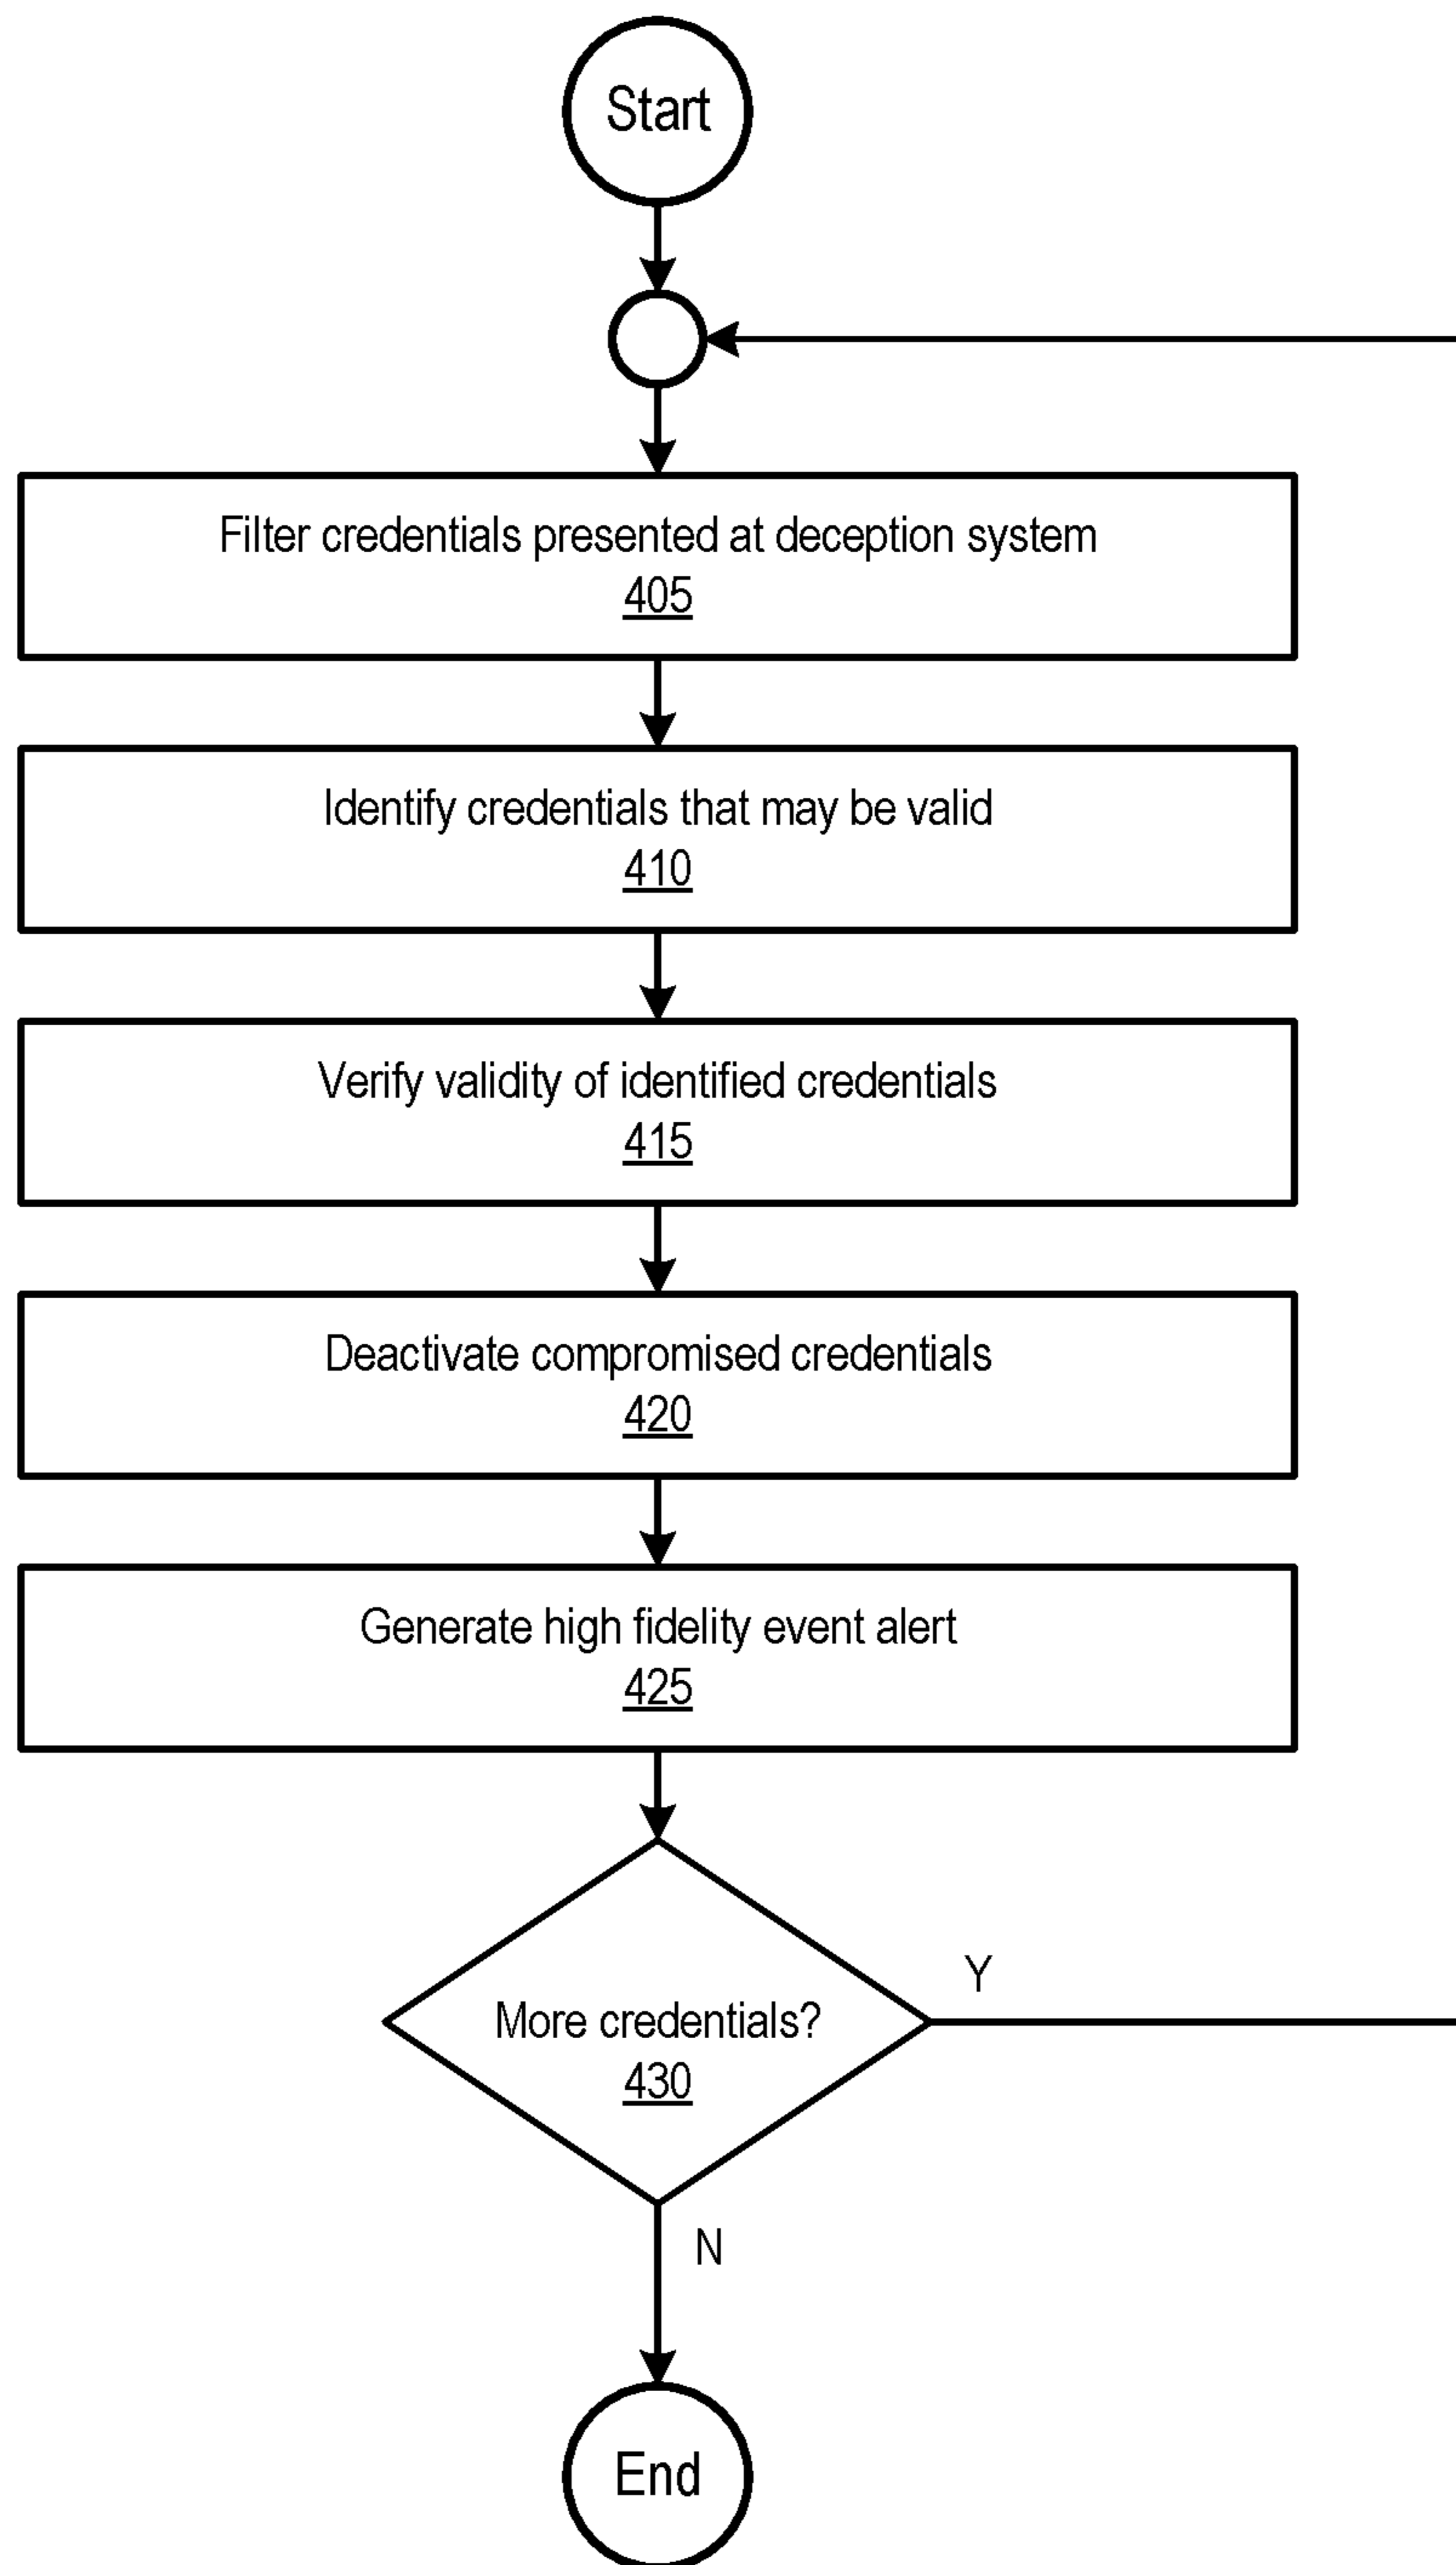 Start
Filter credentials presented at deception system
405
Identify credentials that may be valid
410
Verify validity of identified credentials
415
Deactivate compromised credentials
420
Generate high fidelity event alert
425
Y
More credentials?
430
N
End